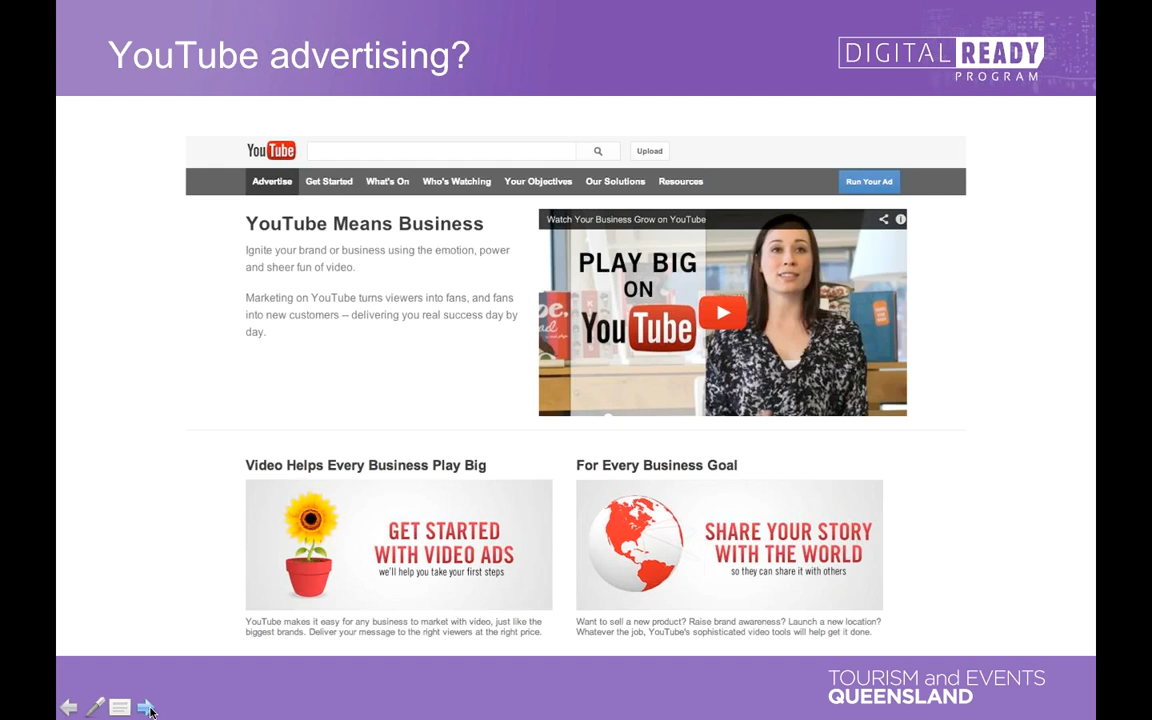 YouTube advertising?
DIGITAL READY
PROGRAM
YouTube
Upload
Advertise Get Started What's On Who's Watching Your Objectives Our Solutions Resources Run Your Ad
YouTube Means Business
Ignite your brand or business using the emotion, power
and sheer fun of video.
Marketing on YouTube turns viewers into fans, and fans
into new customers – delivering you real success day by
day.
Watch Your Business Grow on YouTube
PLAY BIG
ON
YouTube
Video Helps Every Business Play Big
GET STARTED
WITH VIDEO ADS
we'll help you take your first steps
YouTube makes it easy for any business to market with video, just like the
biggest brands. Deliver your message to the right viewers at the right price.
For Every Business Goal
SHARE YOUR STORY
WITH THE WORLD
so they can share it with others
Want to sell a new product? Raise brand awareness? Launch a new location?
Whatever the job, YouTube's sophisticated video tools will help get it done.
TOURISM and EVENTS
QUEENSLAND